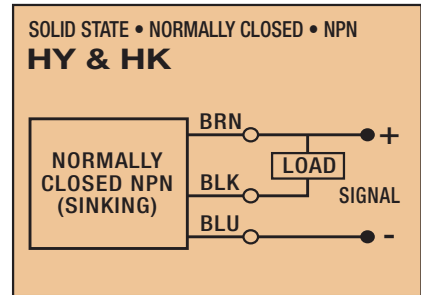 SOLID STATE • NORMALLY CLOSED • NPN
HY & HK
BRN
+
NORMALLY
CLOSED NPN
(SINKING)
LOAD
BLK
SIGNAL
BLU
-